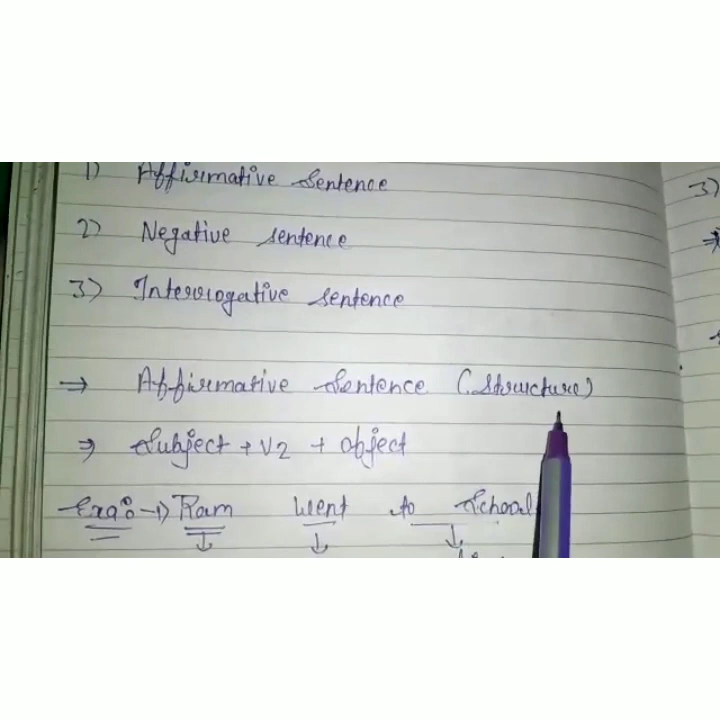 1) Affirmative Sentence
2) Negative sentence
3) Interrogative sentence
⇒ Affirmative Sentence (Structure)
⇒ Subject + V2 + object
Exa:- 1) Ram went to School
3)